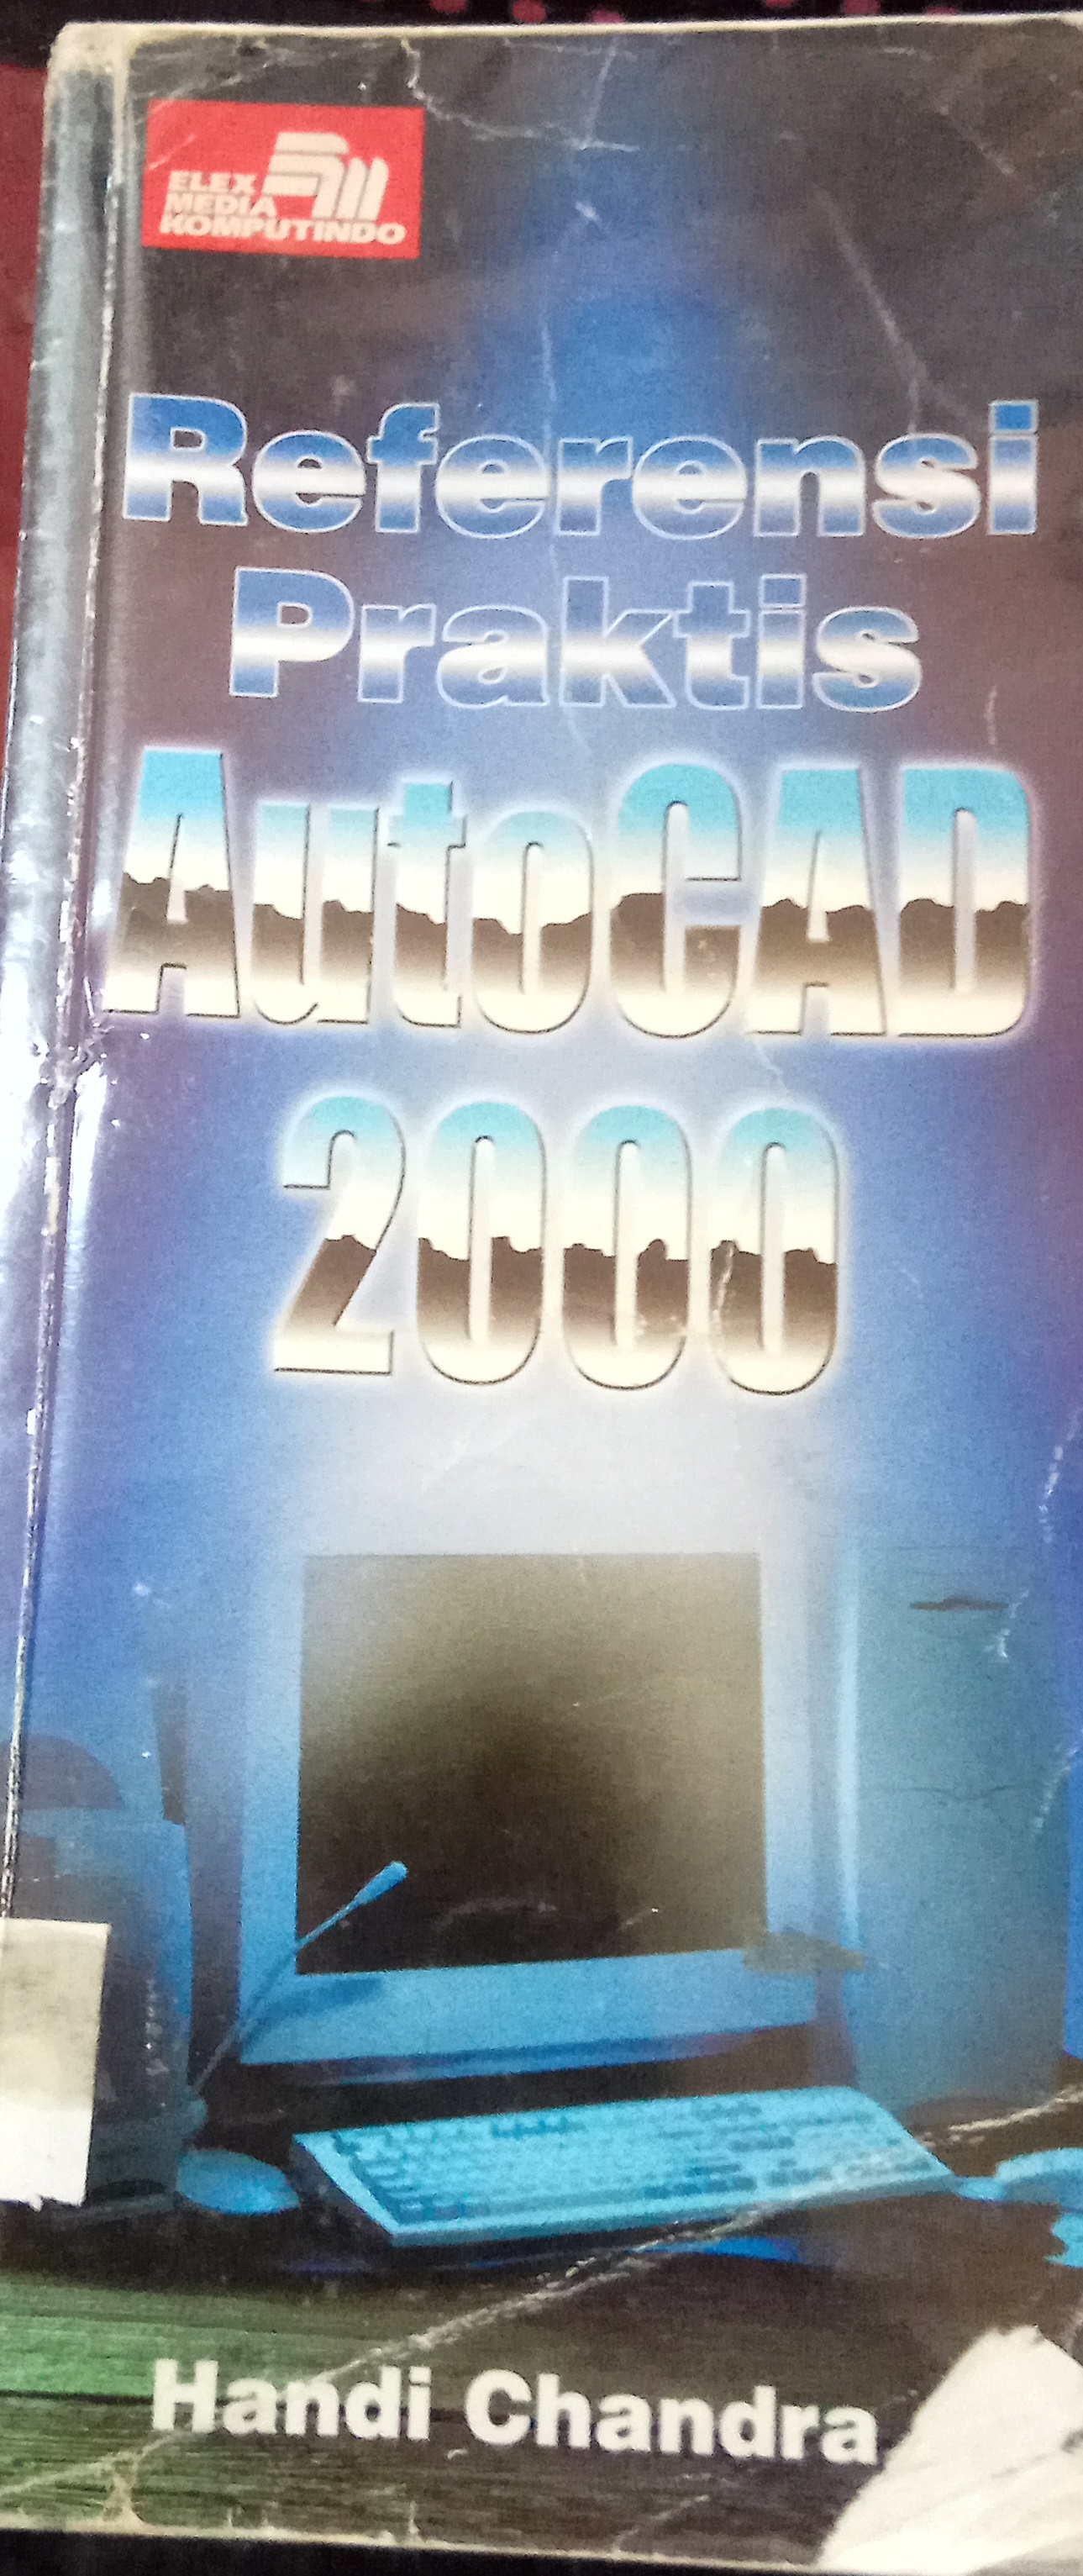 ELEX
MEDIA
KOMPUTINDO
Referensi
Praktis
AutoCAD
2000
Handi Chandra